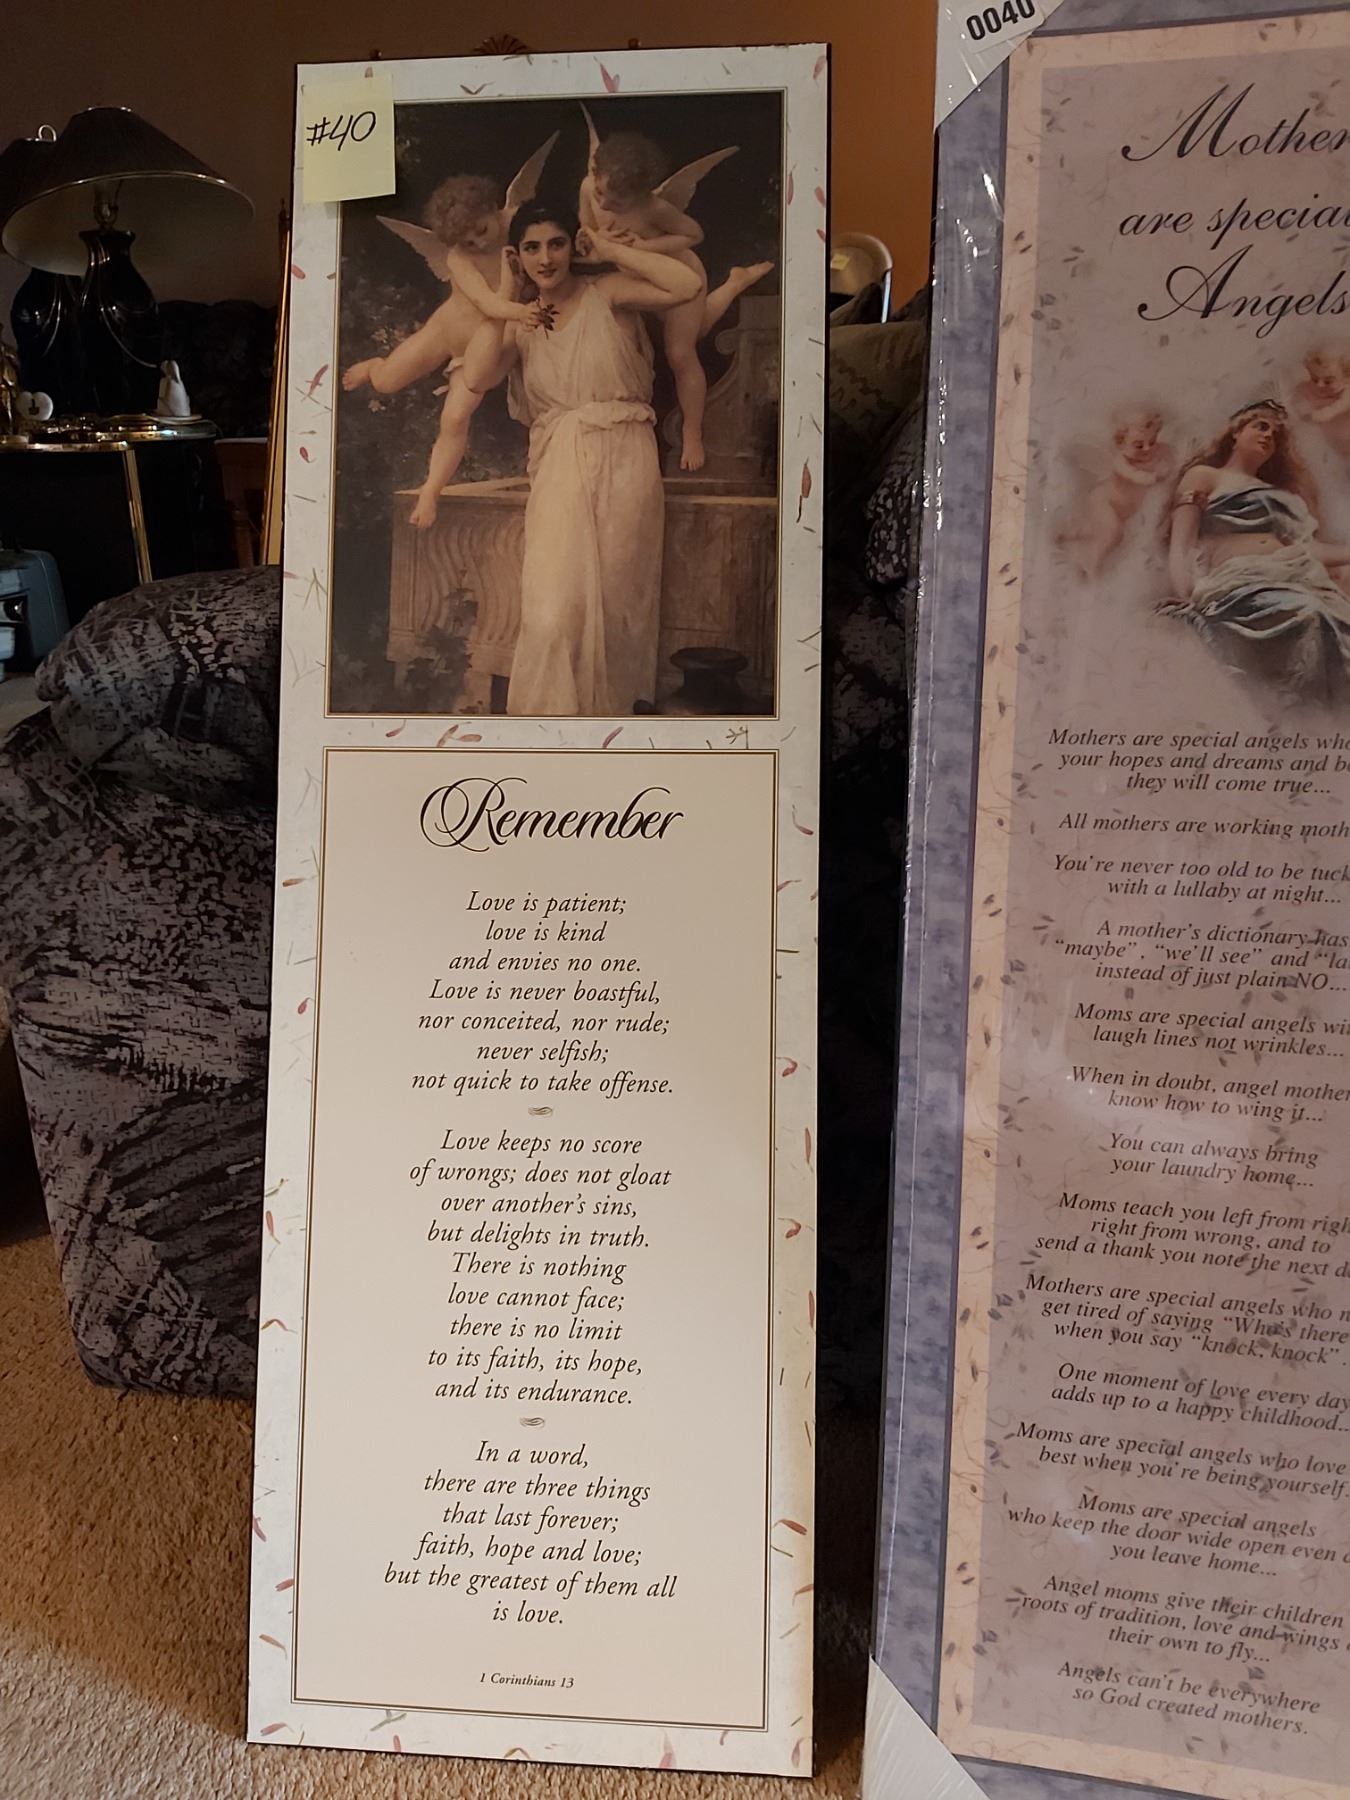 #40
Remember
Love is patient;
love is kind
and envies no one.
Love is never boastful,
nor conceited, nor rude;
never selfish;
not quick to take offense.
Love keeps no score
of wrongs; does not gloat
over another's sins,
but delights in truth.
There is nothing
love cannot face;
there is no limit
to its faith, its hope,
and its endurance.
In a word,
there are three things
that last forever;
faith, hope and love;
but the greatest of them all
is love.
1 Corinthians 13
0040
Mother
are special
Angels
Mothers are special angels who
your hopes and dreams and
they will come true...
All mothers are working
You're never too old to be
with a lullaby at night...
A mother's dictionary has
"maybe", "we'll see" and
instead of just plain NO...
Moms are special angels
laugh lines not wrinkles...
When in doubt, angel
know how to wing it...
You can always bring
your laundry home...
Moms teach you left from
right from wrong, and to
send a thank you note the next
Mothers are special angels who
get tired of saying "Who's there
when you say "knock, knock".
One moment of love every day
adds up to a happy childhood...
Moms are special angels who love
best when you're being yourself.
Moms are special angels
who keep the door wide open even
you leave home...
Angel moms give their children
roots of tradition, love and wings
their own to fly...
Angels can't be everywhere
so God created mothers.